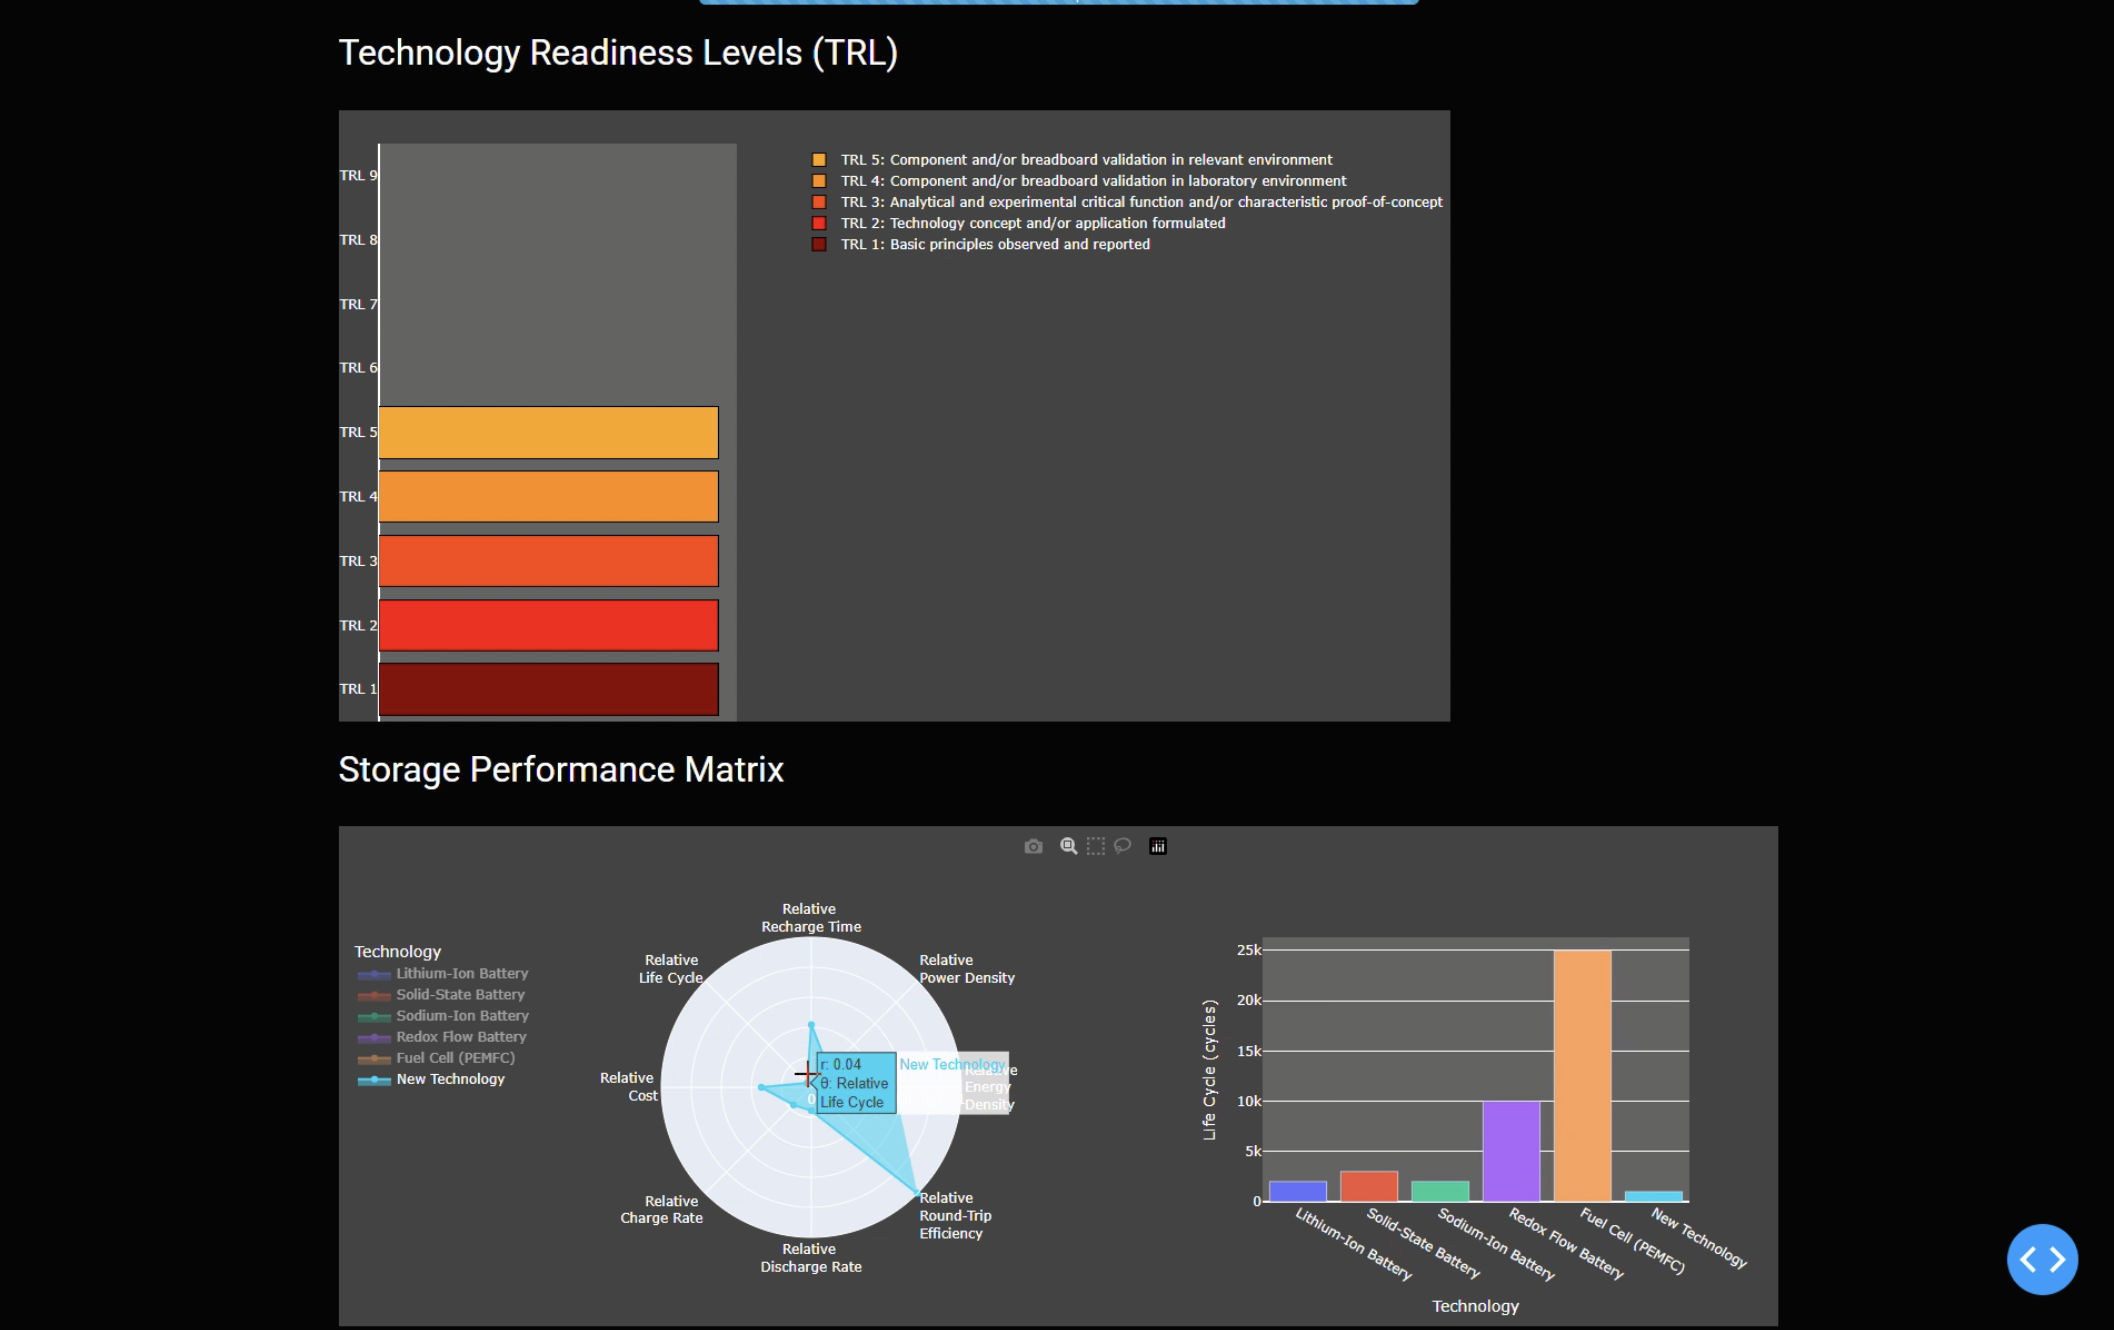 Technology Readiness Levels (TRL)
TRL 9
TRL 8
TRL 7
TRL 6
TRL 5
TRL 4
TRL 3
TRL 2
TRL 1
TRL 5: Component and/or breadboard validation in relevant environment
TRL 4: Component and/or breadboard validation in laboratory environment
TRL 3: Analytical and experimental critical function and/or characteristic proof-of-concept
TRL 2: Technology concept and/or application formulated
TRL 1: Basic principles observed and reported
Storage Performance Matrix
Technology
Lithium-Ion Battery
Solid-State Battery
Sodium-Ion Battery
Redox Flow Battery
Fuel Cell (PEMFC)
New Technology
Relative
Recharge Time
Relative
Life Cycle
Relative
Power Density
Relative
Cost
r: 0.04
θ: Relative
Life Cycle
New Technology
0
Relative
Energy
Density
Relative
Charge Rate
Relative
Round-Trip
Efficiency
Relative
Discharge Rate
Life Cycle (cycles)
25k
20k
15k
10k
5k
0
Lithium-Ion Battery
Solid-State Battery
Sodium-Ion Battery
Redox Flow Battery
Fuel Cell (PEMFC)
New Technology
Technology